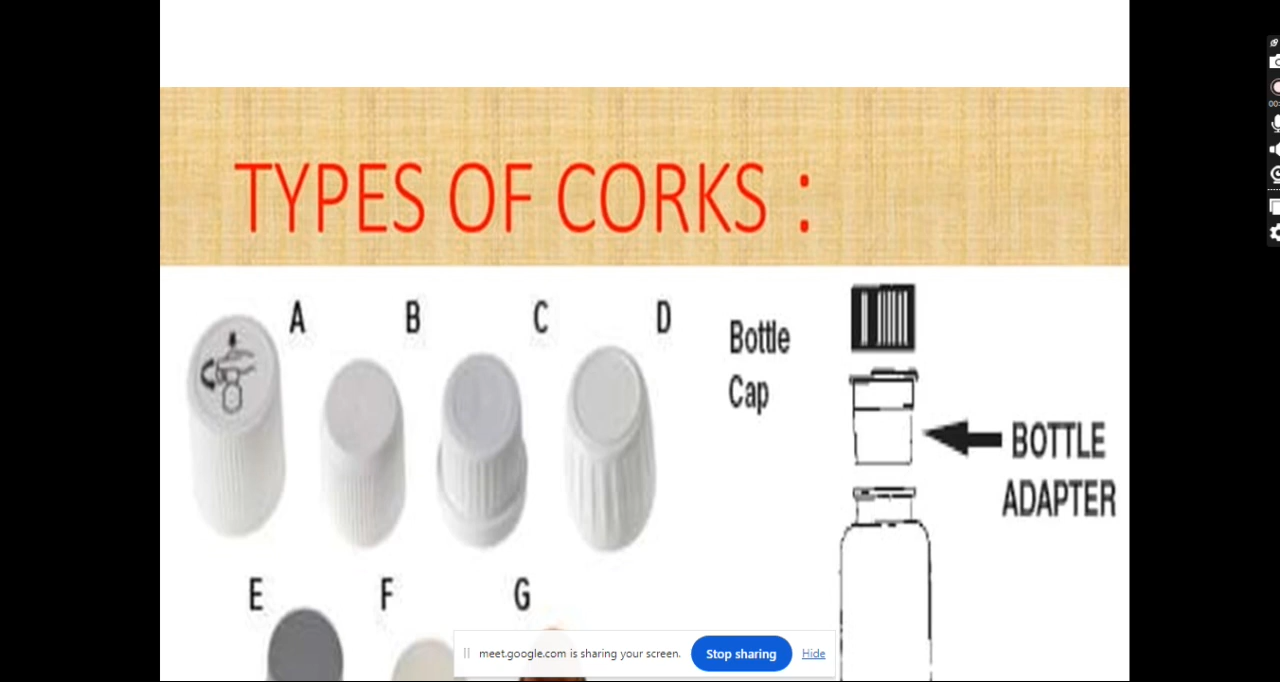 TYPES OF CORKS :
A
B
C
D
Bottle
Cap
BOTTLE
ADAPTER
E
F
G
meet.google.com is sharing your screen.
Stop sharing
Hide